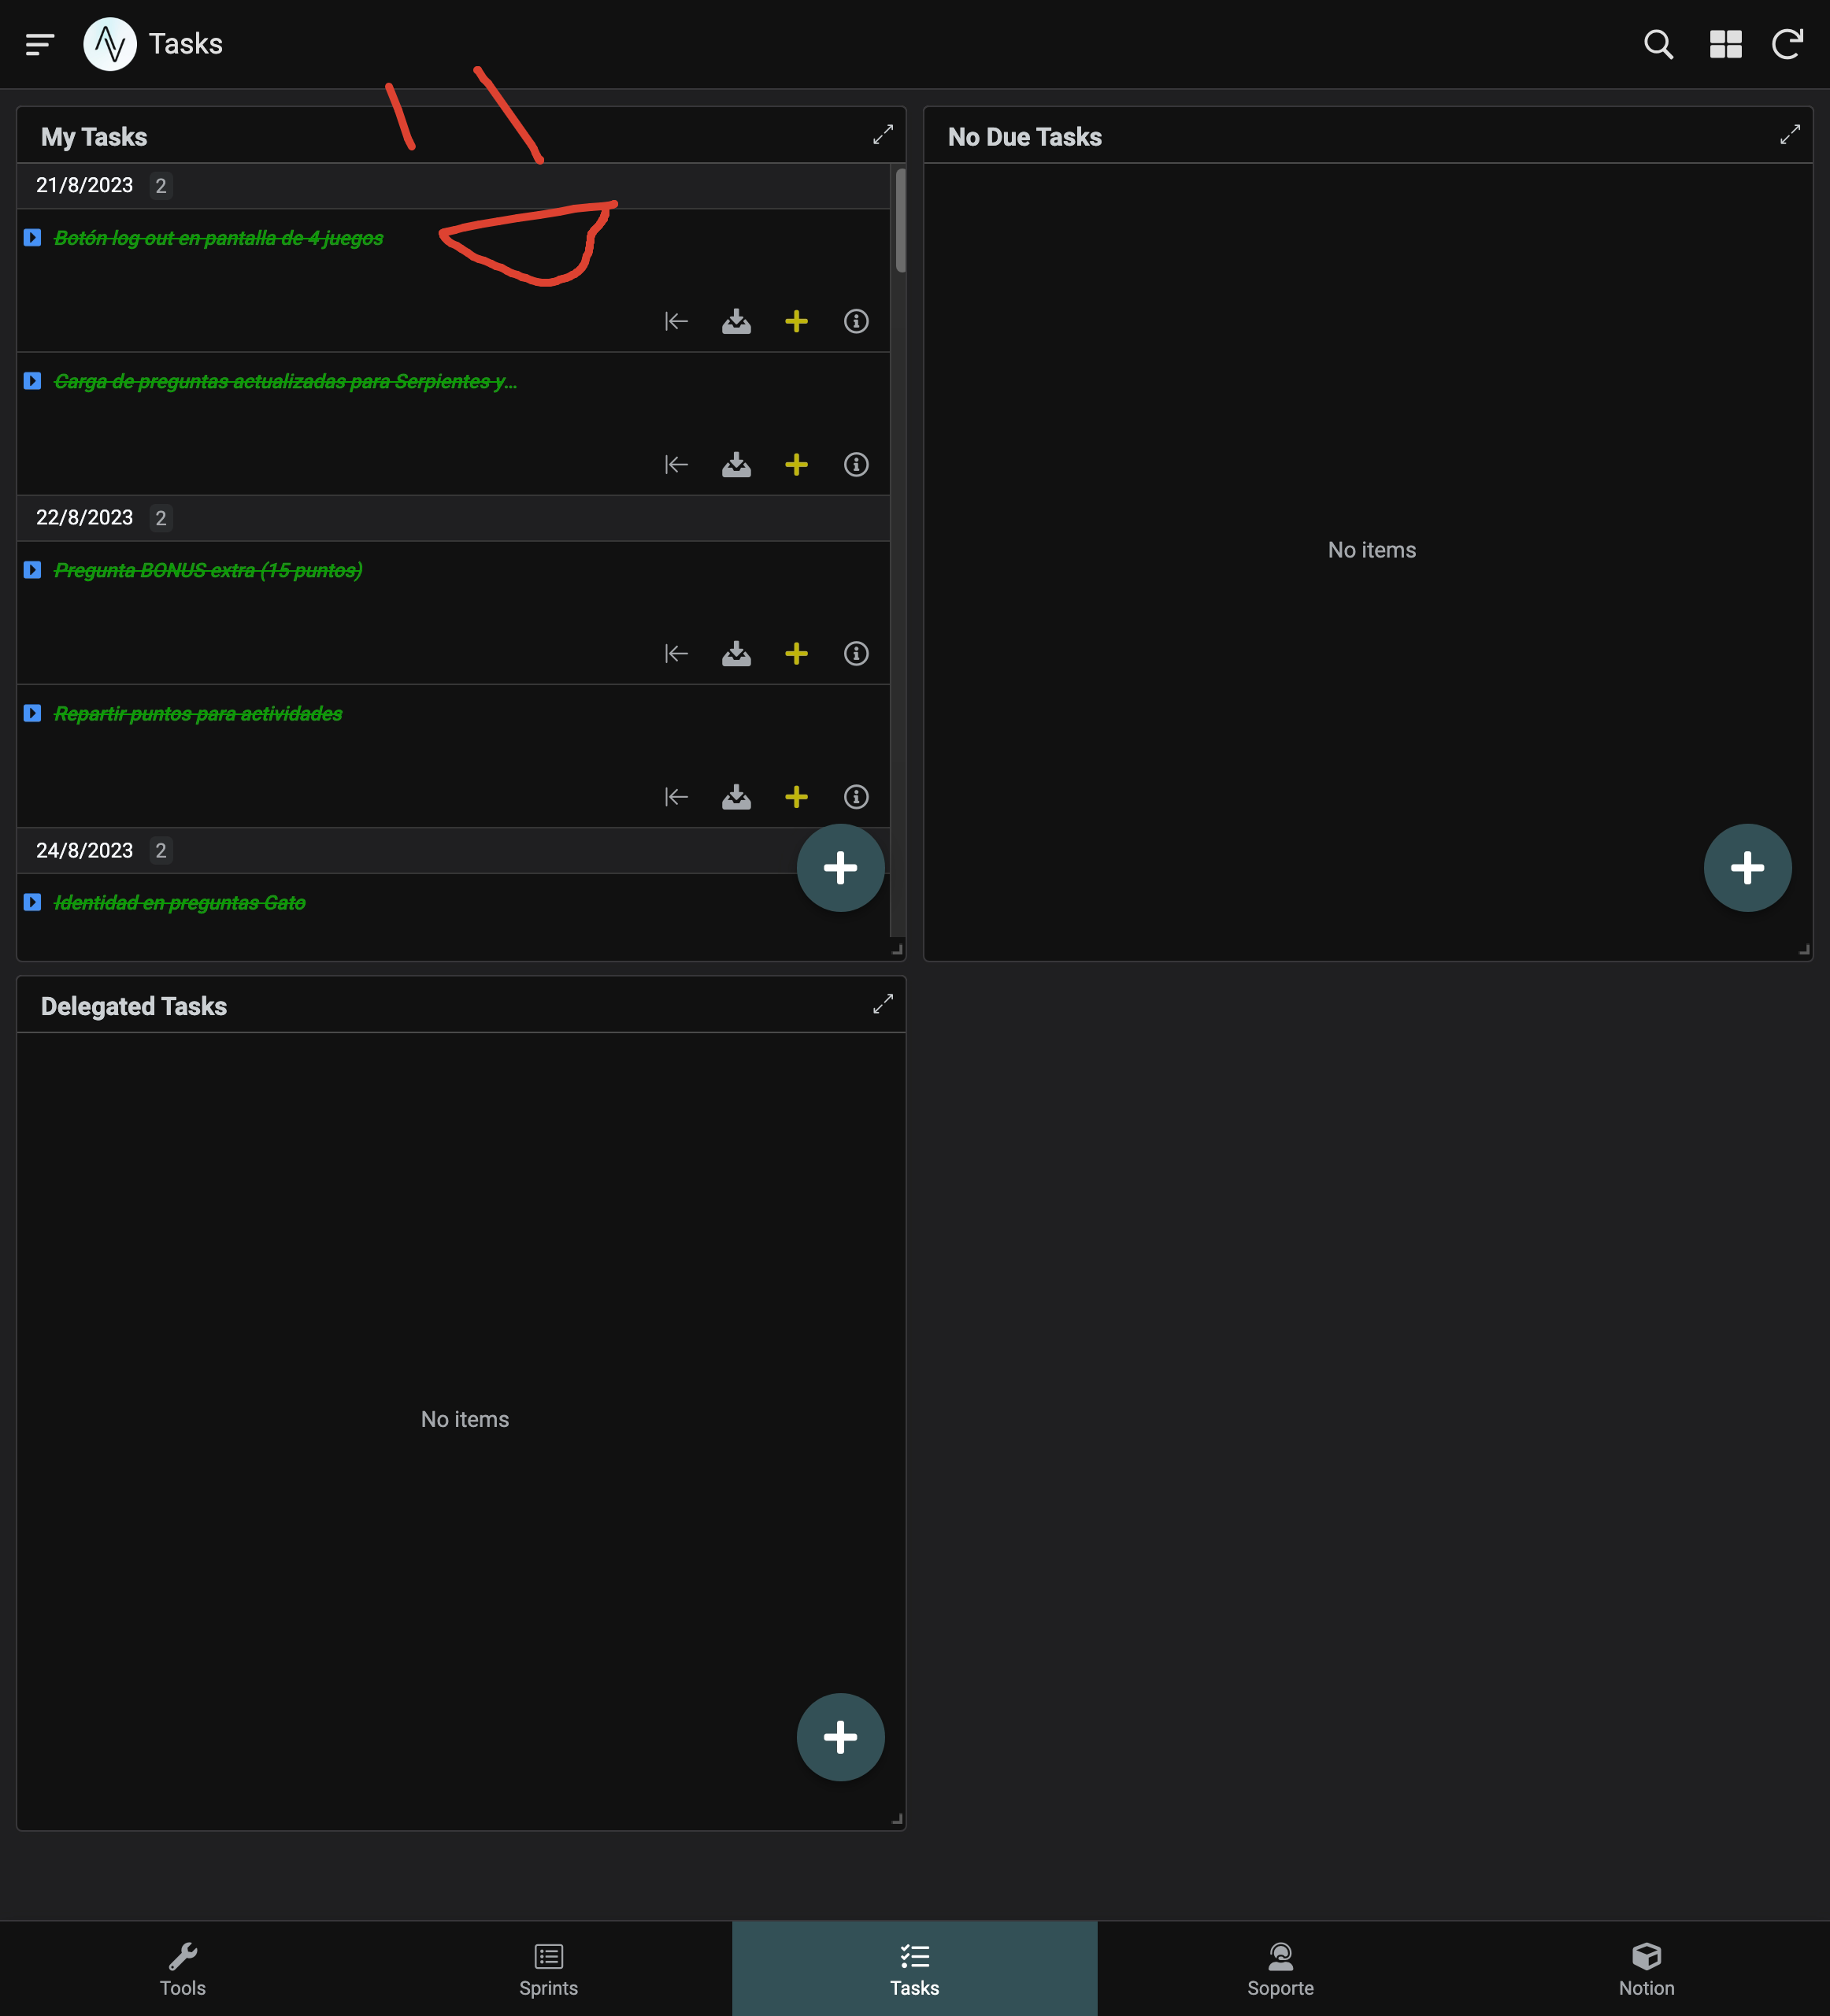 Tasks
My Tasks
21/8/2023 2
Botón log out en pantalla de 4 juegos
Carga de preguntas actualizadas para Serpientes y...
22/8/2023 2
Pregunta BONUS extra (15 puntos)
Repartir puntos para actividades
24/8/2023 2
Identidad en preguntas Gato
No Due Tasks
No items
Delegated Tasks
No items
Tools
Sprints
Tasks
Soporte
Notion